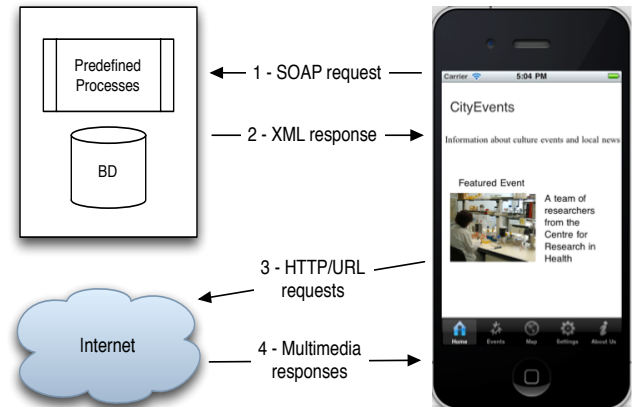 Predefined
Processes
BD
1 - SOAP request
2 - XML response
3 - HTTP/URL
requests
Internet
4 - Multimedia
responses
Carrier 5:04 PM
CityEvents
Information about culture events and local news
Featured Event
A team of
researchers
from the
Centre for
Research in
Health
Home Events Map Settings About Us